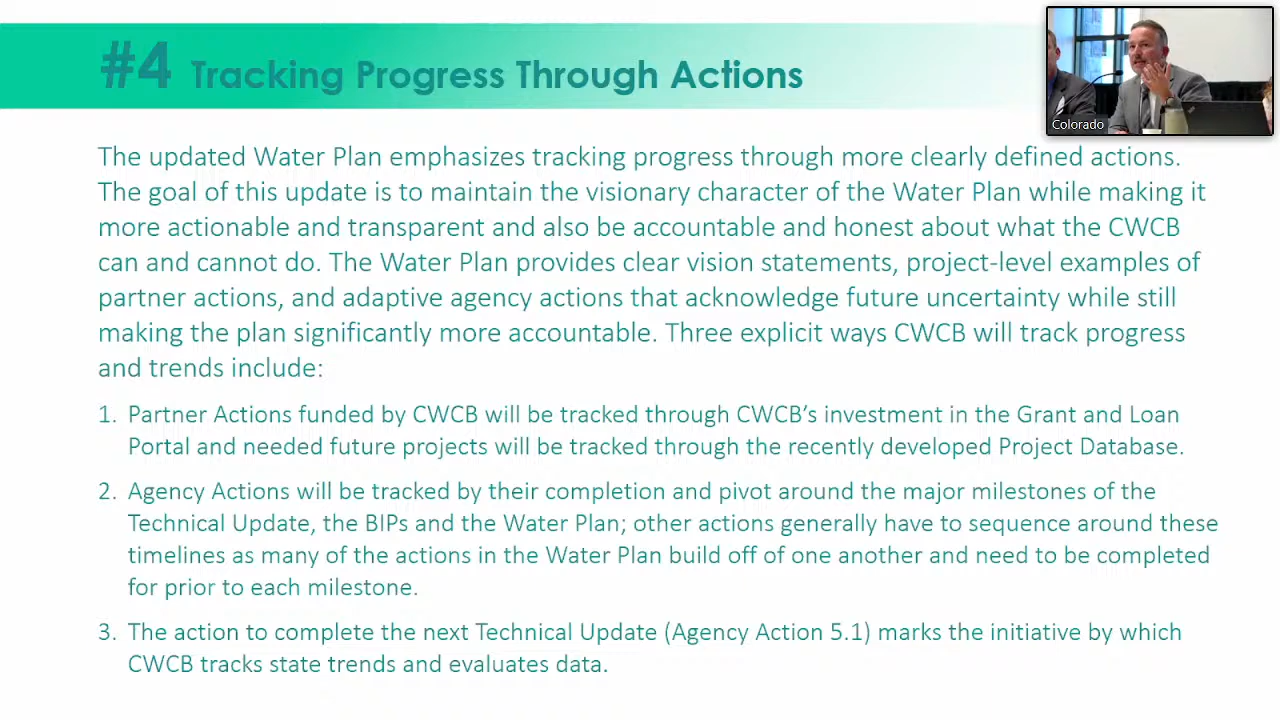 #4 Tracking Progress Through Actions
Colorado
The updated Water Plan emphasizes tracking progress through more clearly defined actions.
The goal of this update is to maintain the visionary character of the Water Plan while making it
more actionable and transparent and also be accountable and honest about what the CWCB
can and cannot do. The Water Plan provides clear vision statements, project-level examples of
partner actions, and adaptive agency actions that acknowledge future uncertainty while still
making the plan significantly more accountable. Three explicit ways CWCB will track progress
and trends include:
1. Partner Actions funded by CWCB will be tracked through CWCB’s investment in the Grant and Loan
Portal and needed future projects will be tracked through the recently developed Project Database.
2. Agency Actions will be tracked by their completion and pivot around the major milestones of the
Technical Update, the BIPs and the Water Plan; other actions generally have to sequence around these
timelines as many of the actions in the Water Plan build off of one another and need to be completed
for prior to each milestone.
3. The action to complete the next Technical Update (Agency Action 5.1) marks the initiative by which
CWCB tracks state trends and evaluates data.